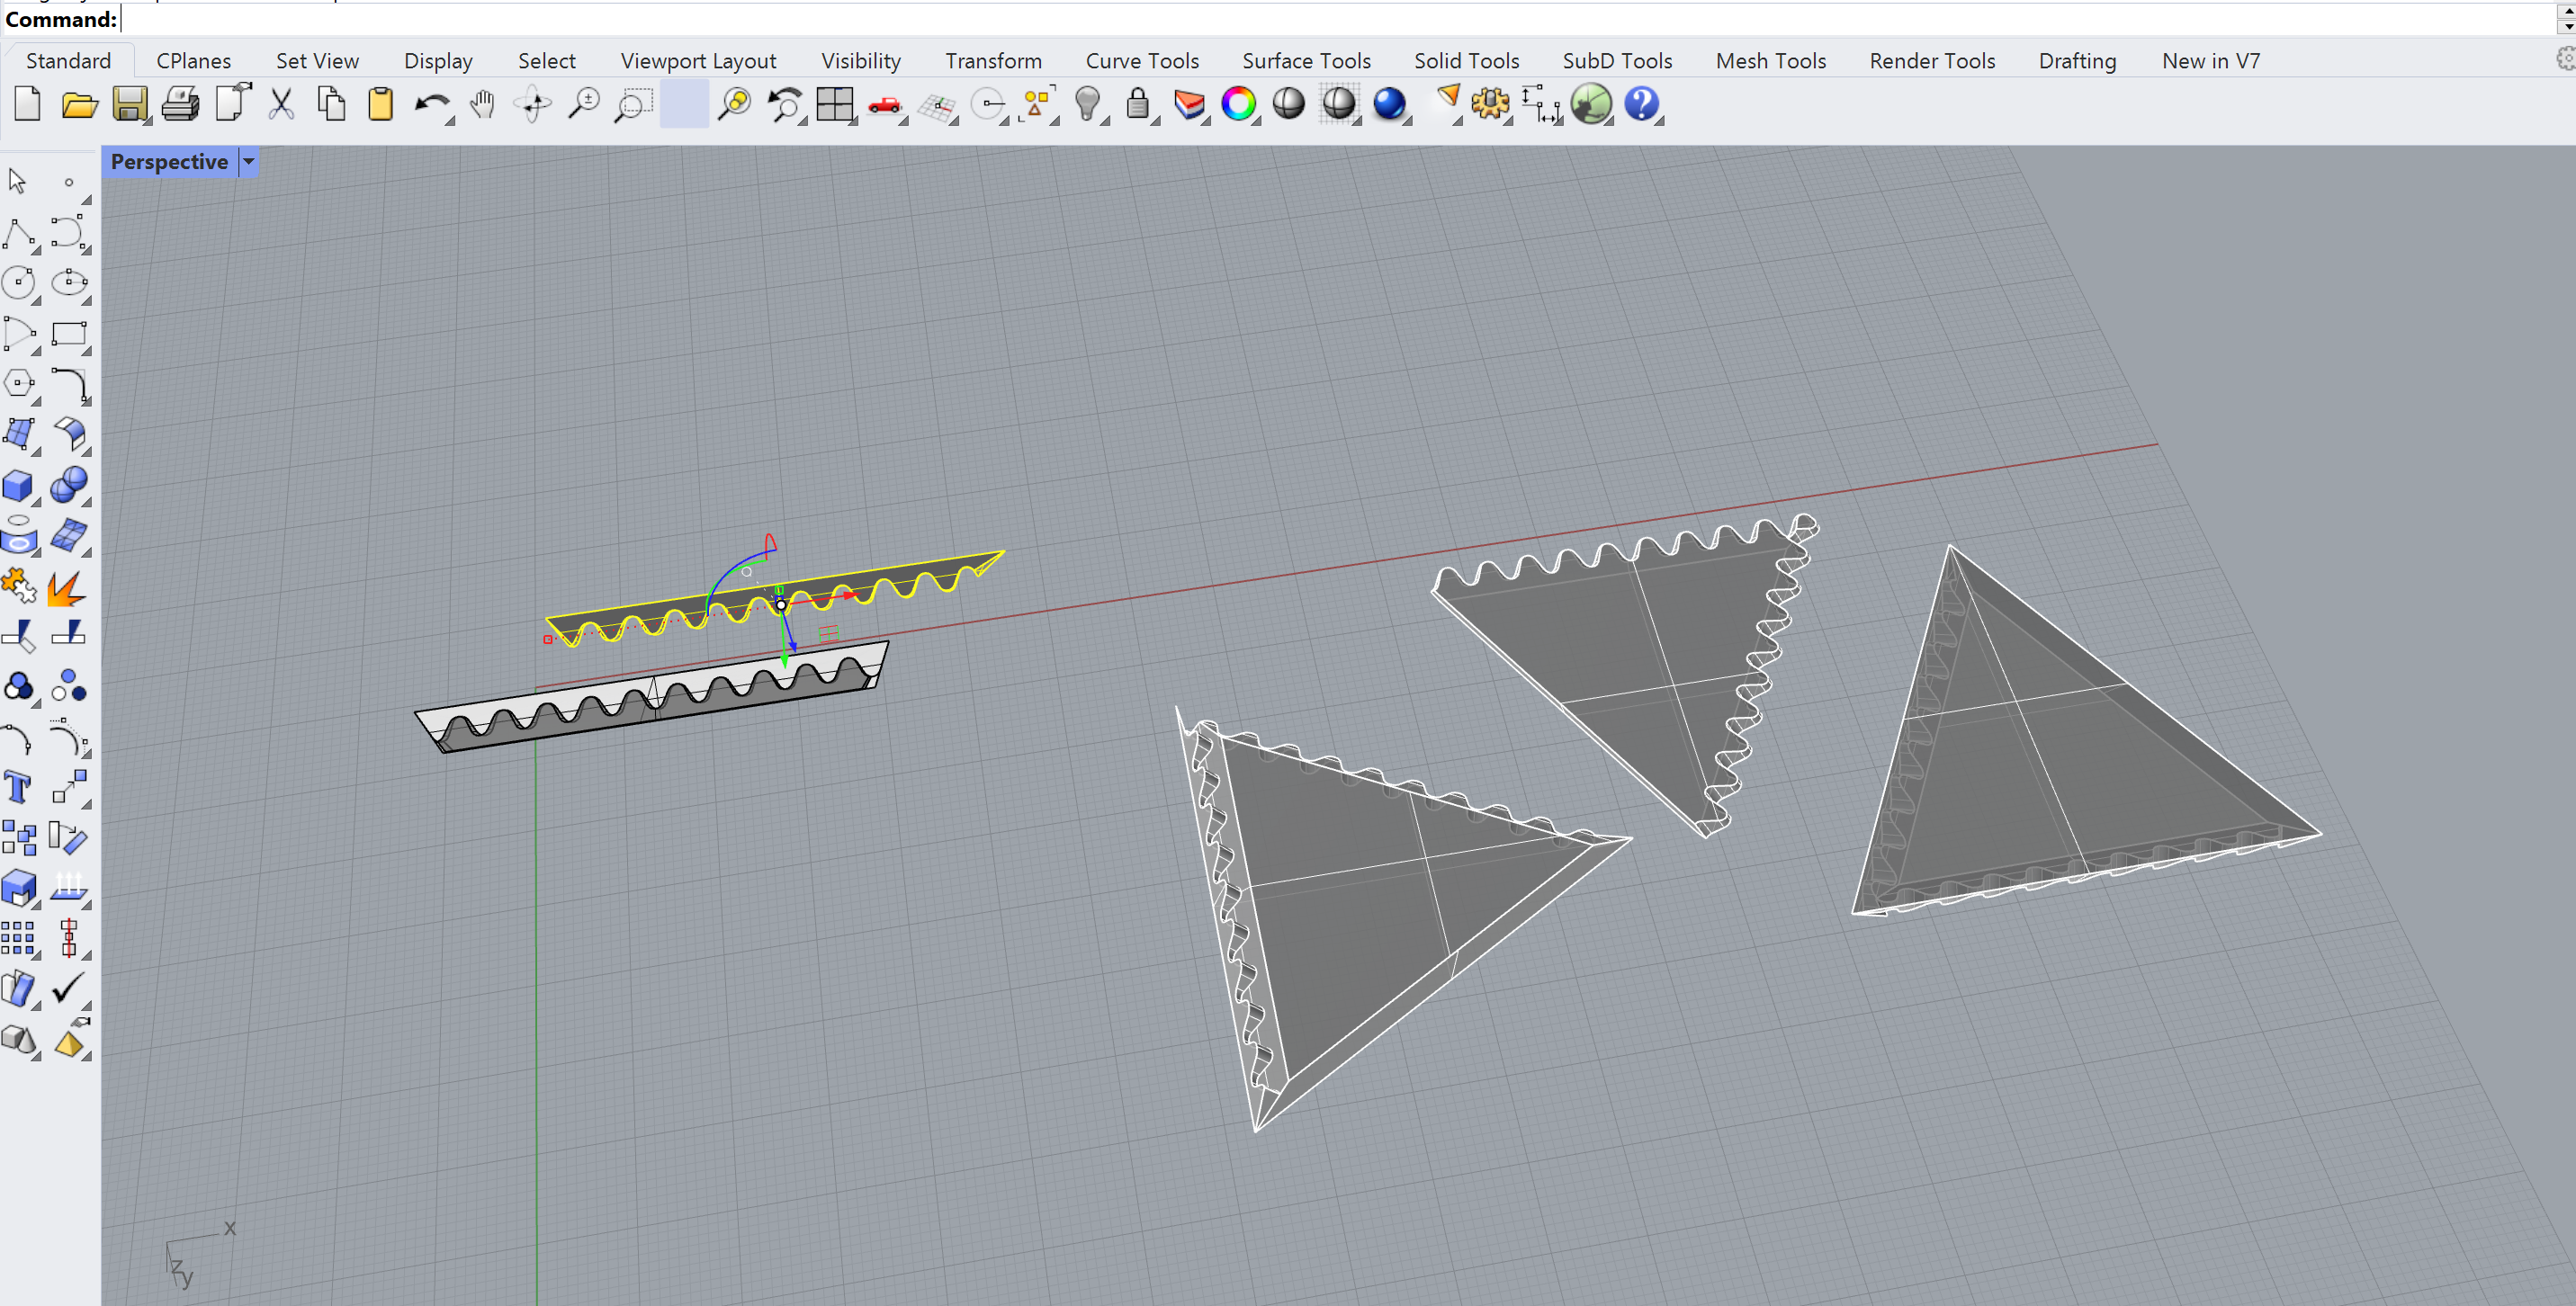 Command:
Standard CPlanes Set View Display Select Viewport Layout Visibility Transform Curve Tools Surface Tools Solid Tools SubD Tools Mesh Tools Render Tools Drafting New in V7
Perspective
x
z
y